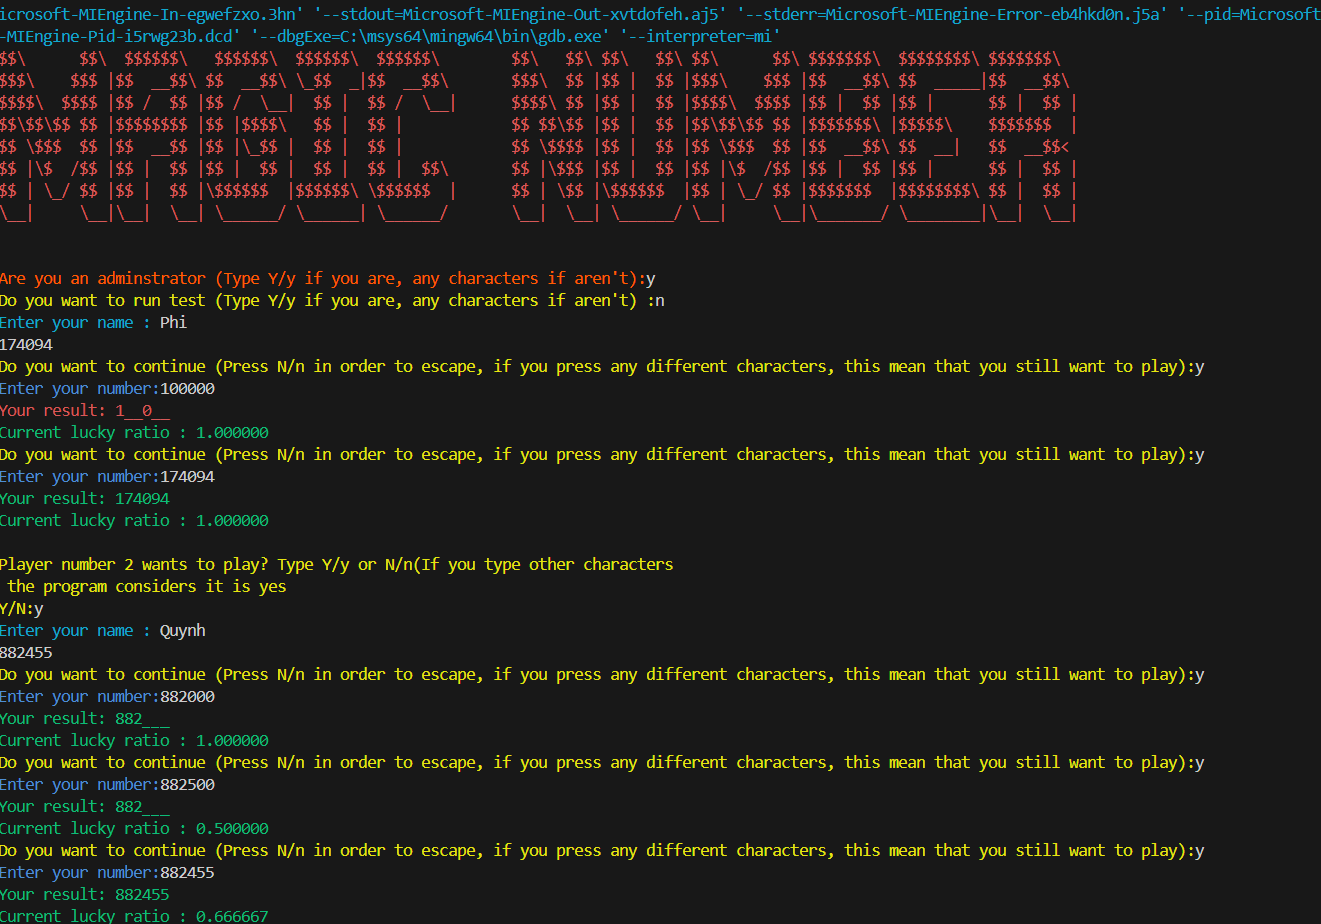 icrosoft-MIEngine-In-egwefzxo.3hn' '--stdout=Microsoft-MIEngine-Out-xvtdofeh.aj5' '--stderr=Microsoft-MIEngine-Error-eb4hkd0n.j5a' '--pid=Microsoft
-MIEngine-Pid-i5rwg23b.dcd' '--dbgExe=C:\msys64\mingw64\bin\gdb.exe' '--interpreter=mi'
MAGIC NUMBER
Are you an adminstrator (Type Y/y if you are, any characters if aren't):y
Do you want to run test (Type Y/y if you are, any characters if aren't) :n
Enter your name : Phi
174094
Do you want to continue (Press N/n in order to escape, if you press any different characters, this mean that you still want to play):y
Enter your number:100000
Your result: 1__0__
Current lucky ratio : 1.000000
Do you want to continue (Press N/n in order to escape, if you press any different characters, this mean that you still want to play):y
Enter your number:174094
Your result: 174094
Current lucky ratio : 1.000000
Player number 2 wants to play? Type Y/y or N/n(If you type other characters
 the program considers it is yes
Y/N:y
Enter your name : Quynh
882455
Do you want to continue (Press N/n in order to escape, if you press any different characters, this mean that you still want to play):y
Enter your number:882000
Your result: 882___
Current lucky ratio : 1.000000
Do you want to continue (Press N/n in order to escape, if you press any different characters, this mean that you still want to play):y
Enter your number:882500
Your result: 882___
Current lucky ratio : 0.500000
Do you want to continue (Press N/n in order to escape, if you press any different characters, this mean that you still want to play):y
Enter your number:882455
Your result: 882455
Current lucky ratio : 0.666667